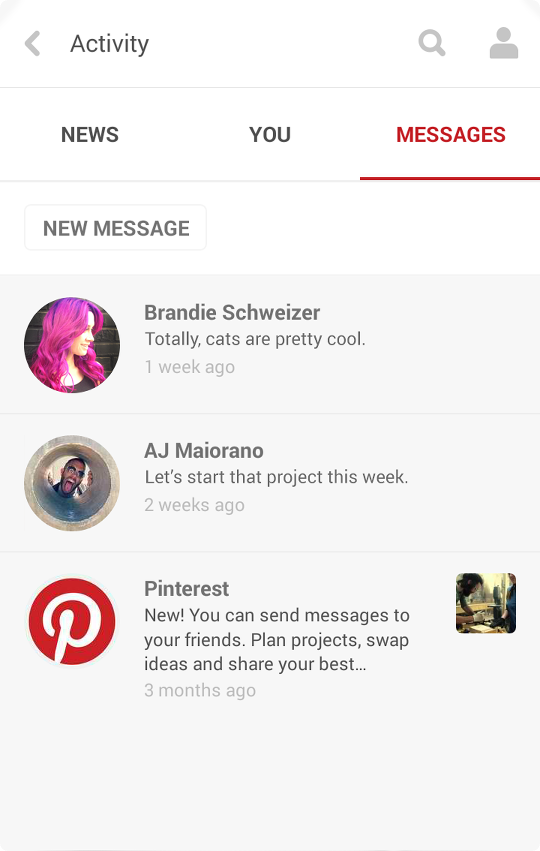 Activity
NEWS
YOU
MESSAGES
NEW MESSAGE
Brandie Schweizer
Totally, cats are pretty cool.
1 week ago
AJ Maiorano
Let’s start that project this week.
2 weeks ago
Pinterest
New! You can send messages to
your friends. Plan projects, swap
ideas and share your best…
3 months ago